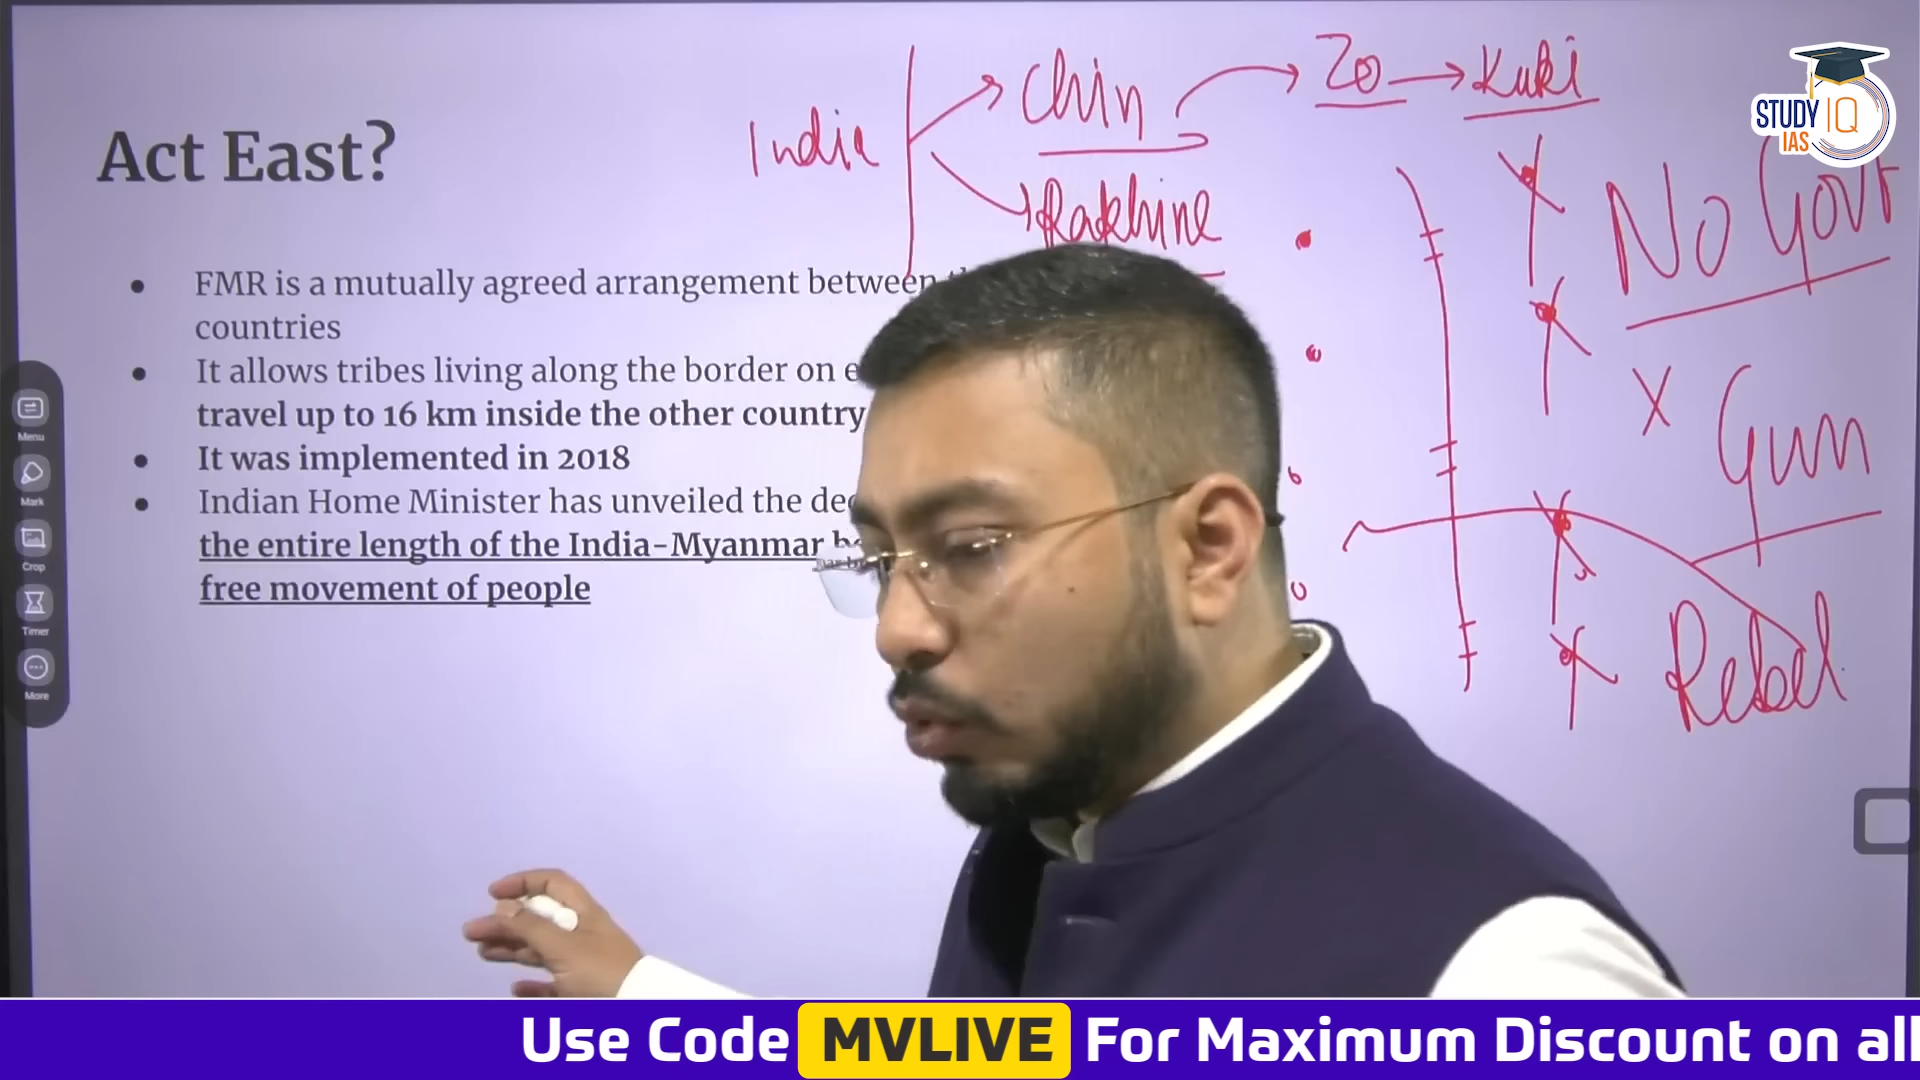 India
Chin
Zo
Kuki
Rakhine
STUDY IQ
IAS
No Govt
Act East?
FMR is a mutually agreed arrangement between
countries
It allows tribes living along the border on
travel up to 16 km inside the other country
It was implemented in 2018
Indian Home Minister has unveiled the
the entire length of the India-Myanmar
free movement of people
X Gun
Rebel
Menu
Mark
Crop
Timer
More
Use Code MVLIVE For Maximum Discount on all